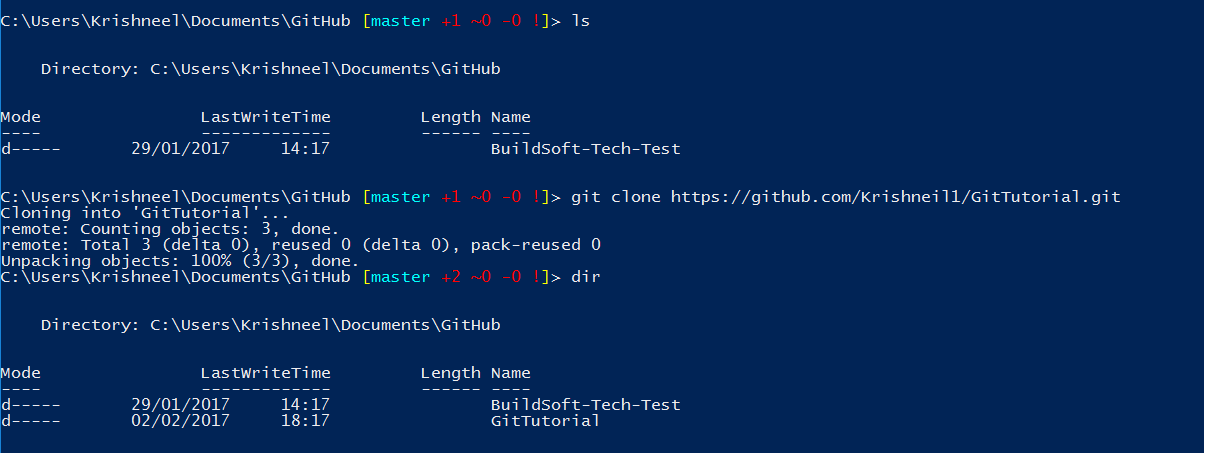 C:\Users\Krishneel\Documents\GitHub [master +1 ~0 -0 !]> ls
Directory: C:\Users\Krishneel\Documents\GitHub
Mode LastWriteTime Length Name
---- ------------- ------ ----
d----- 29/01/2017 14:17 BuildSoft-Tech-Test
C:\Users\Krishneel\Documents\GitHub [master +1 ~0 -0 !]> git clone https://github.com/Krishneil1/GitTutorial.git
Cloning into 'GitTutorial'...
remote: Counting objects: 3, done.
remote: Total 3 (delta 0), reused 0 (delta 0), pack-reused 0
Unpacking objects: 100% (3/3), done.
C:\Users\Krishneel\Documents\GitHub [master +2 ~0 -0 !]> dir
Directory: C:\Users\Krishneel\Documents\GitHub
Mode LastWriteTime Length Name
---- ------------- ------ ----
d----- 29/01/2017 14:17 BuildSoft-Tech-Test
d----- 02/02/2017 18:17 GitTutorial